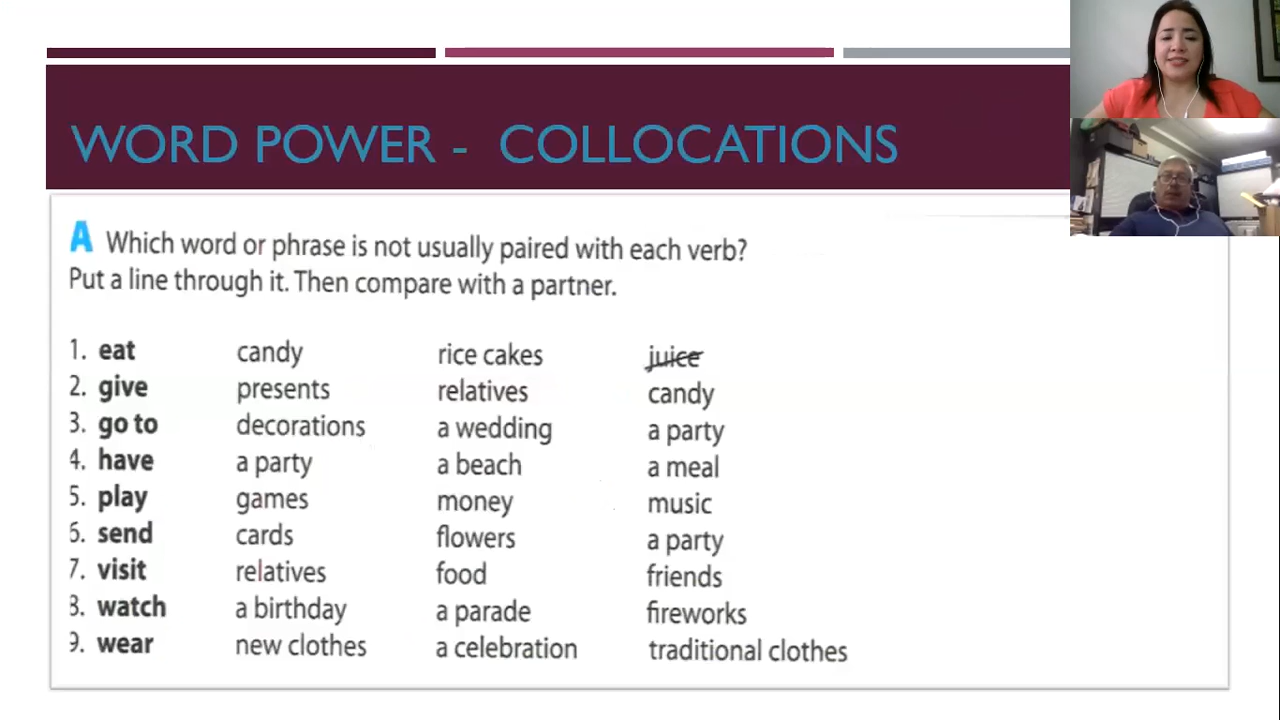 WORD POWER - COLLOCATIONS
A Which word or phrase is not usually paired with each verb?
Put a line through it. Then compare with a partner.
1. eat candy rice cakes juice
2. give presents relatives candy
3. go to decorations a wedding a party
4. have a party a beach a meal
5. play games money music
6. send cards flowers a party
7. visit relatives food friends
8. watch a birthday a parade fireworks
9. wear new clothes a celebration traditional clothes